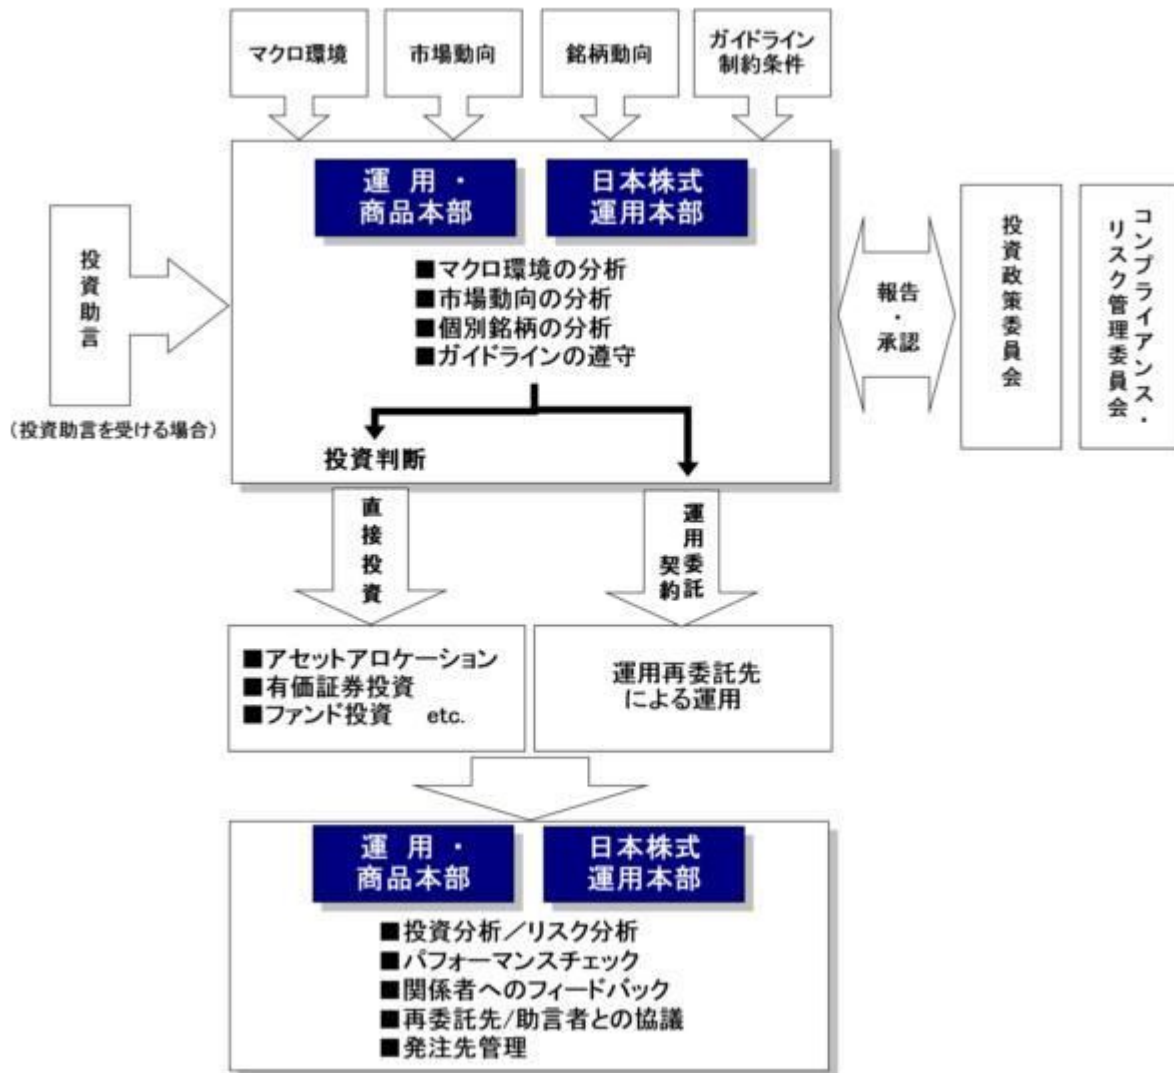 マクロ環境
市場動向
銘柄動向
ガイドライン
制約条件
運 用 ・
商品本部
日本株式
運用本部
■マクロ環境の分析
■市場動向の分析
■個別銘柄の分析
■ガイドラインの遵守
投資助言
(投資助言を受ける場合)
報告
・
承認
投資政策委員会
コンプライアンス・
リスク管理委員会
投資判断
直接投資
運用委託
契約
■アセットアロケーション
■有価証券投資
■ファンド投資 etc.
運用再委託先
による運用
運 用 ・
商品本部
日本株式
運用本部
■投資分析／リスク分析
■パフォーマンスチェック
■関係者へのフィードバック
■再委託先/助言者との協議
■発注先管理